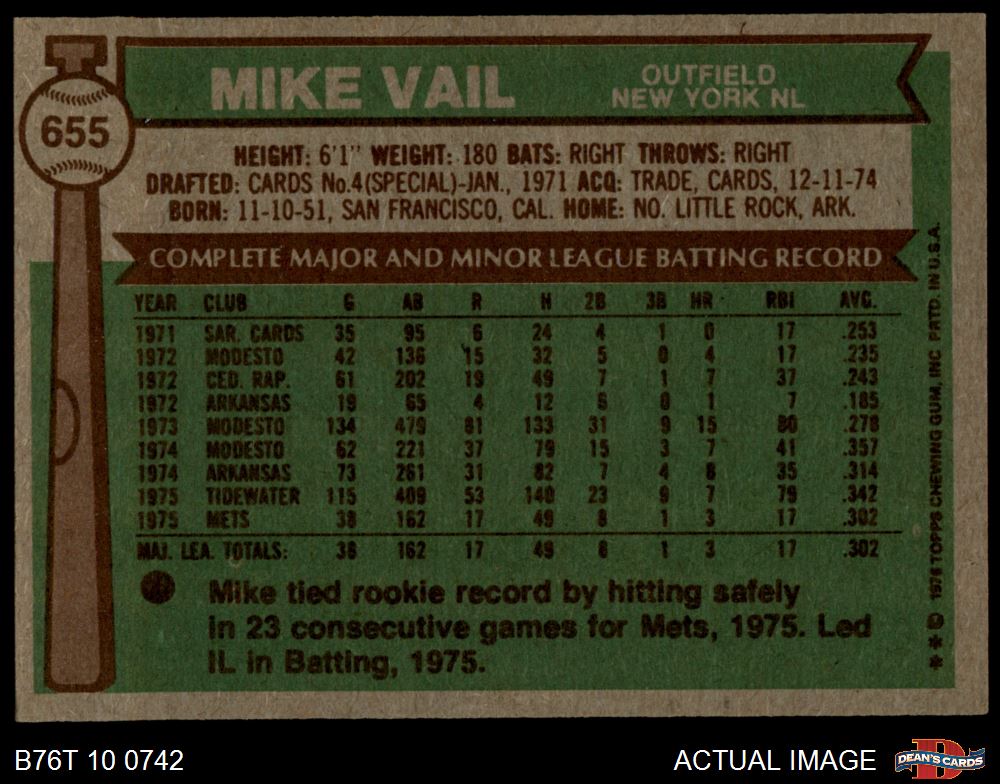 MIKE VAIL
OUTFIELD
NEW YORK NL
655
HEIGHT: 6'1" WEIGHT: 180 BATS: RIGHT THROWS: RIGHT
DRAFTED: CARDS No.4(SPECIAL)-JAN., 1971 ACQ: TRADE, CARDS, 12-11-74
BORN: 11-10-51, SAN FRANCISCO, CAL. HOME: NO. LITTLE ROCK, ARK.
COMPLETE MAJOR AND MINOR LEAGUE BATTING RECORD
YEAR CLUB G AB R H 2B 3B HR RBI AVG.
1971 SAR. CARDS 35 95 6 24 4 1 0 17 .253
1972 MODESTO 42 136 15 32 5 0 4 17 .235
1972 CED. RAP. 61 202 19 49 7 1 7 37 .243
1972 ARKANSAS 19 65 4 12 0 1 7 .185
1973 MODESTO 134 479 81 133 31 9 15 80 .278
1974 MODESTO 62 221 37 79 15 3 7 41 .357
1974 ARKANSAS 73 261 31 82 7 4 8 35 .314
1975 TIDEWATER 115 409 53 140 23 9 7 79 .342
1975 METS 38 162 17 49 8 1 3 17 .302
MAJ. LEA. TOTALS: 38 162 17 49 8 1 3 17 .302
Mike tied rookie record by hitting safely
in 23 consecutive games for Mets, 1975. Led
IL in Batting, 1975.
** © 1976 TOPPS CHEWING GUM, INC PRTD. IN U.S.A.
B76T 10 0742
ACTUAL IMAGE
DEAN'S CARDS